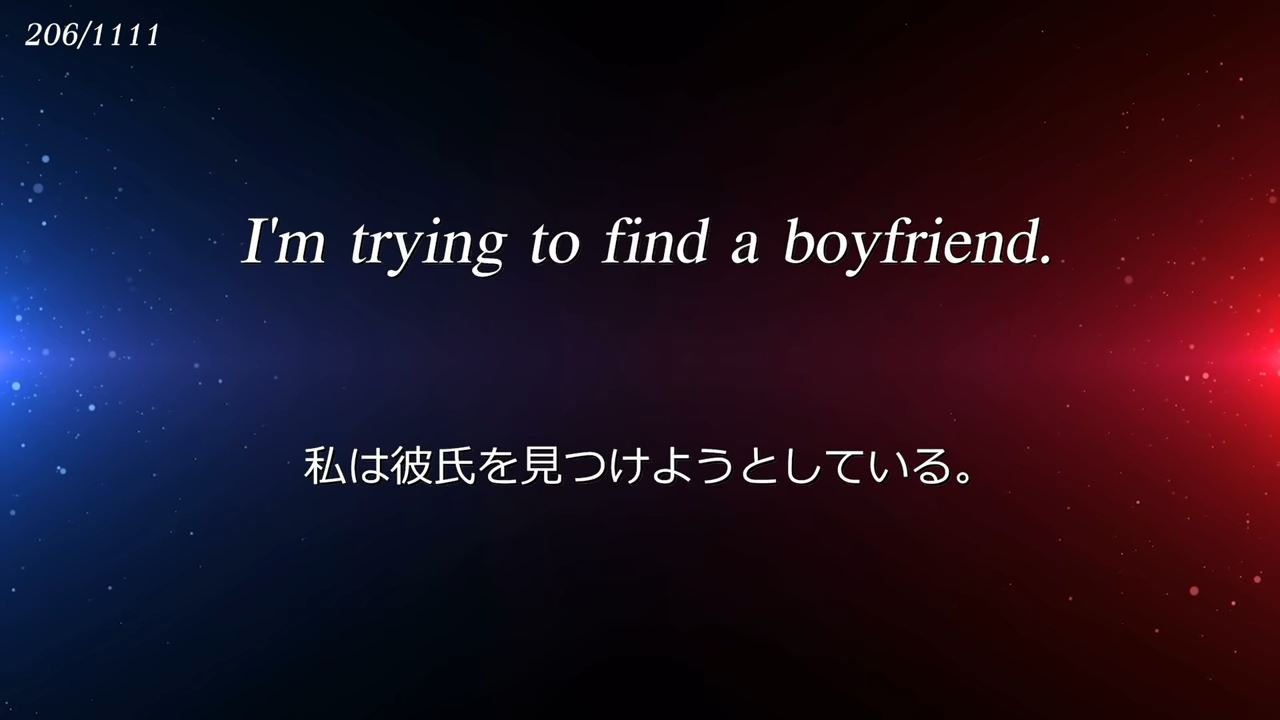 206/1111
I'm trying to find a boyfriend.
私は彼氏を見つけようとしている。